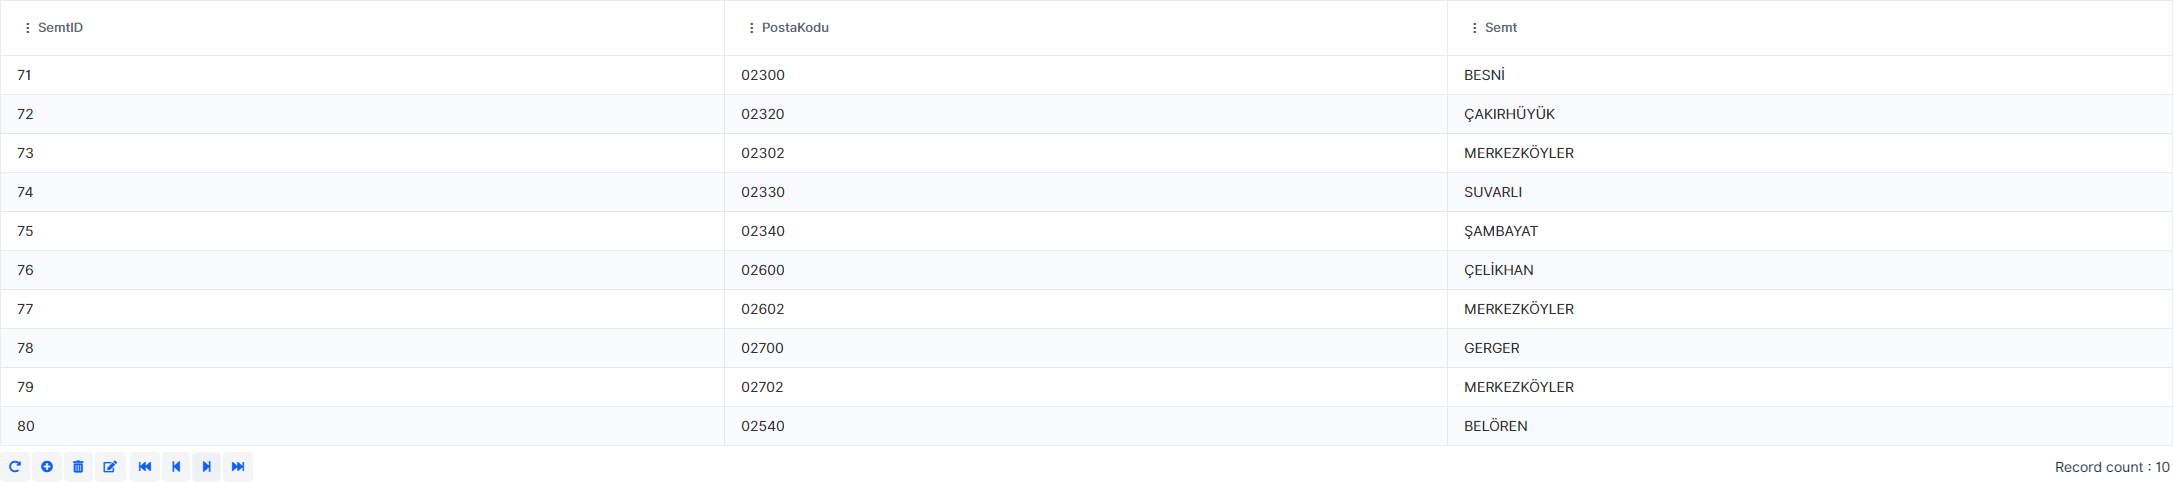 SemtID PostaKodu Semt
71 02300 BESNİ
72 02320 ÇAKIRHÜYÜK
73 02302 MERKEZKÖYLER
74 02330 SUVARLI
75 02340 ŞAMBAYAT
76 02600 ÇELİKHAN
77 02602 MERKEZKÖYLER
78 02700 GERGER
79 02702 MERKEZKÖYLER
80 02540 BELÖREN
Record count : 10